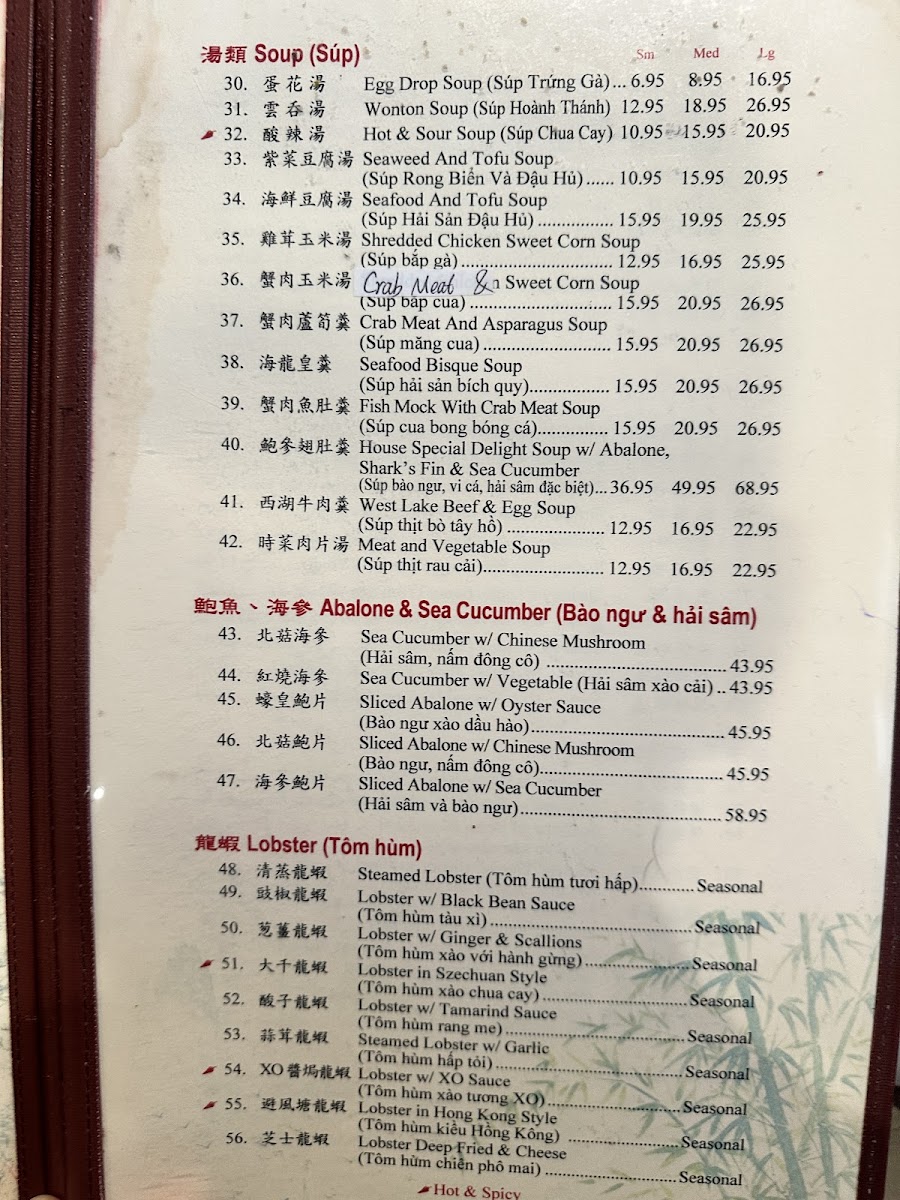 湯類 Soup (Súp) Sm Med Lg
30. 蛋花湯 Egg Drop Soup (Súp Trứng Gà)... 6.95 8.95 16.95
31. 雲吞湯 Wonton Soup (Súp Hoành Thánh) 12.95 18.95 26.95
32. 酸辣湯 Hot & Sour Soup (Súp Chua Cay) 10.95 15.95 20.95
33. 紫菜豆腐湯 Seaweed And Tofu Soup
(Súp Rong Biển Và Đậu Hủ)...... 10.95 15.95 20.95
34. 海鮮豆腐湯 Seafood And Tofu Soup
(Súp Hải Sản Đậu Hủ)................ 15.95 19.95 25.95
35. 雞茸玉米湯 Shredded Chicken Sweet Corn Soup
(Súp bắp gà)............................... 12.95 16.95 25.95
36. 蟹肉玉米湯 Crab Meat & n Sweet Corn Soup
(Súp bắp cua).............................. 15.95 20.95 26.95
37. 蟹肉蘆筍羹 Crab Meat And Asparagus Soup
(Súp măng cua).......................... 15.95 20.95 26.95
38. 海龍皇羹 Seafood Bisque Soup
(Súp hải sản bích quy)................ 15.95 20.95 26.95
39. 蟹肉魚肚羹 Fish Mock With Crab Meat Soup
(Súp cua bong bóng cá).............. 15.95 20.95 26.95
40. 鮑參翅肚羹 House Special Delight Soup w/ Abalone,
Shark's Fin & Sea Cucumber
(Súp bào ngư, vi cá, hải sâm đặc biệt)... 36.95 49.95 68.95
41. 西湖牛肉羹 West Lake Beef & Egg Soup
(Súp thịt bò tây hồ).................... 12.95 16.95 22.95
42. 時菜肉片湯 Meat and Vegetable Soup
(Súp thịt rau cải)......................... 12.95 16.95 22.95
鮑魚、海參 Abalone & Sea Cucumber (Bào ngư & hải sâm)
43. 北菇海參 Sea Cucumber w/ Chinese Mushroom
(Hải sâm, nấm đông cô) .................................... 43.95
44. 紅燒海參 Sea Cucumber w/ Vegetable (Hải sâm xào cải).. 43.95
45. 蠔皇鮑片 Sliced Abalone w/ Oyster Sauce
(Bào ngư xào dầu hào)....................................... 45.95
46. 北菇鮑片 Sliced Abalone w/ Chinese Mushroom
(Bào ngư, nấm đông cô)..................................... 45.95
47. 海參鮑片 Sliced Abalone w/ Sea Cucumber
(Hải sâm và bào ngư)......................................... 58.95
龍蝦 Lobster (Tôm hùm)
48. 清蒸龍蝦 Steamed Lobster (Tôm hùm tươi hấp)........... Seasonal
49. 豉椒龍蝦 Lobster w/ Black Bean Sauce
(Tôm hùm tàu xì)......................................... Seasonal
50. 葱薑龍蝦 Lobster w/ Ginger & Scallions
(Tôm hùm xào với hành gừng)..................... Seasonal
51. 大千龍蝦 Lobster in Szechuan Style
(Tôm hùm xào chua cay).............................. Seasonal
52. 酸子龍蝦 Lobster w/ Tamarind Sauce
(Tôm hùm rang me)..................................... Seasonal
53. 蒜茸龍蝦 Steamed Lobster w/ Garlic
(Tôm hùm hấp tỏi)....................................... Seasonal
54. XO醬焗龍蝦 Lobster w/ XO Sauce
(Tôm hùm xào tương XO)........................... Seasonal
55. 避風塘龍蝦 Lobster in Hong Kong Style
(Tôm hùm kiều Hồng Kông) ...................... Seasonal
56. 芝士龍蝦 Lobster Deep Fried & Cheese
(Tôm hùm chiên phô mai) ........................... Seasonal
Hot & Spicy